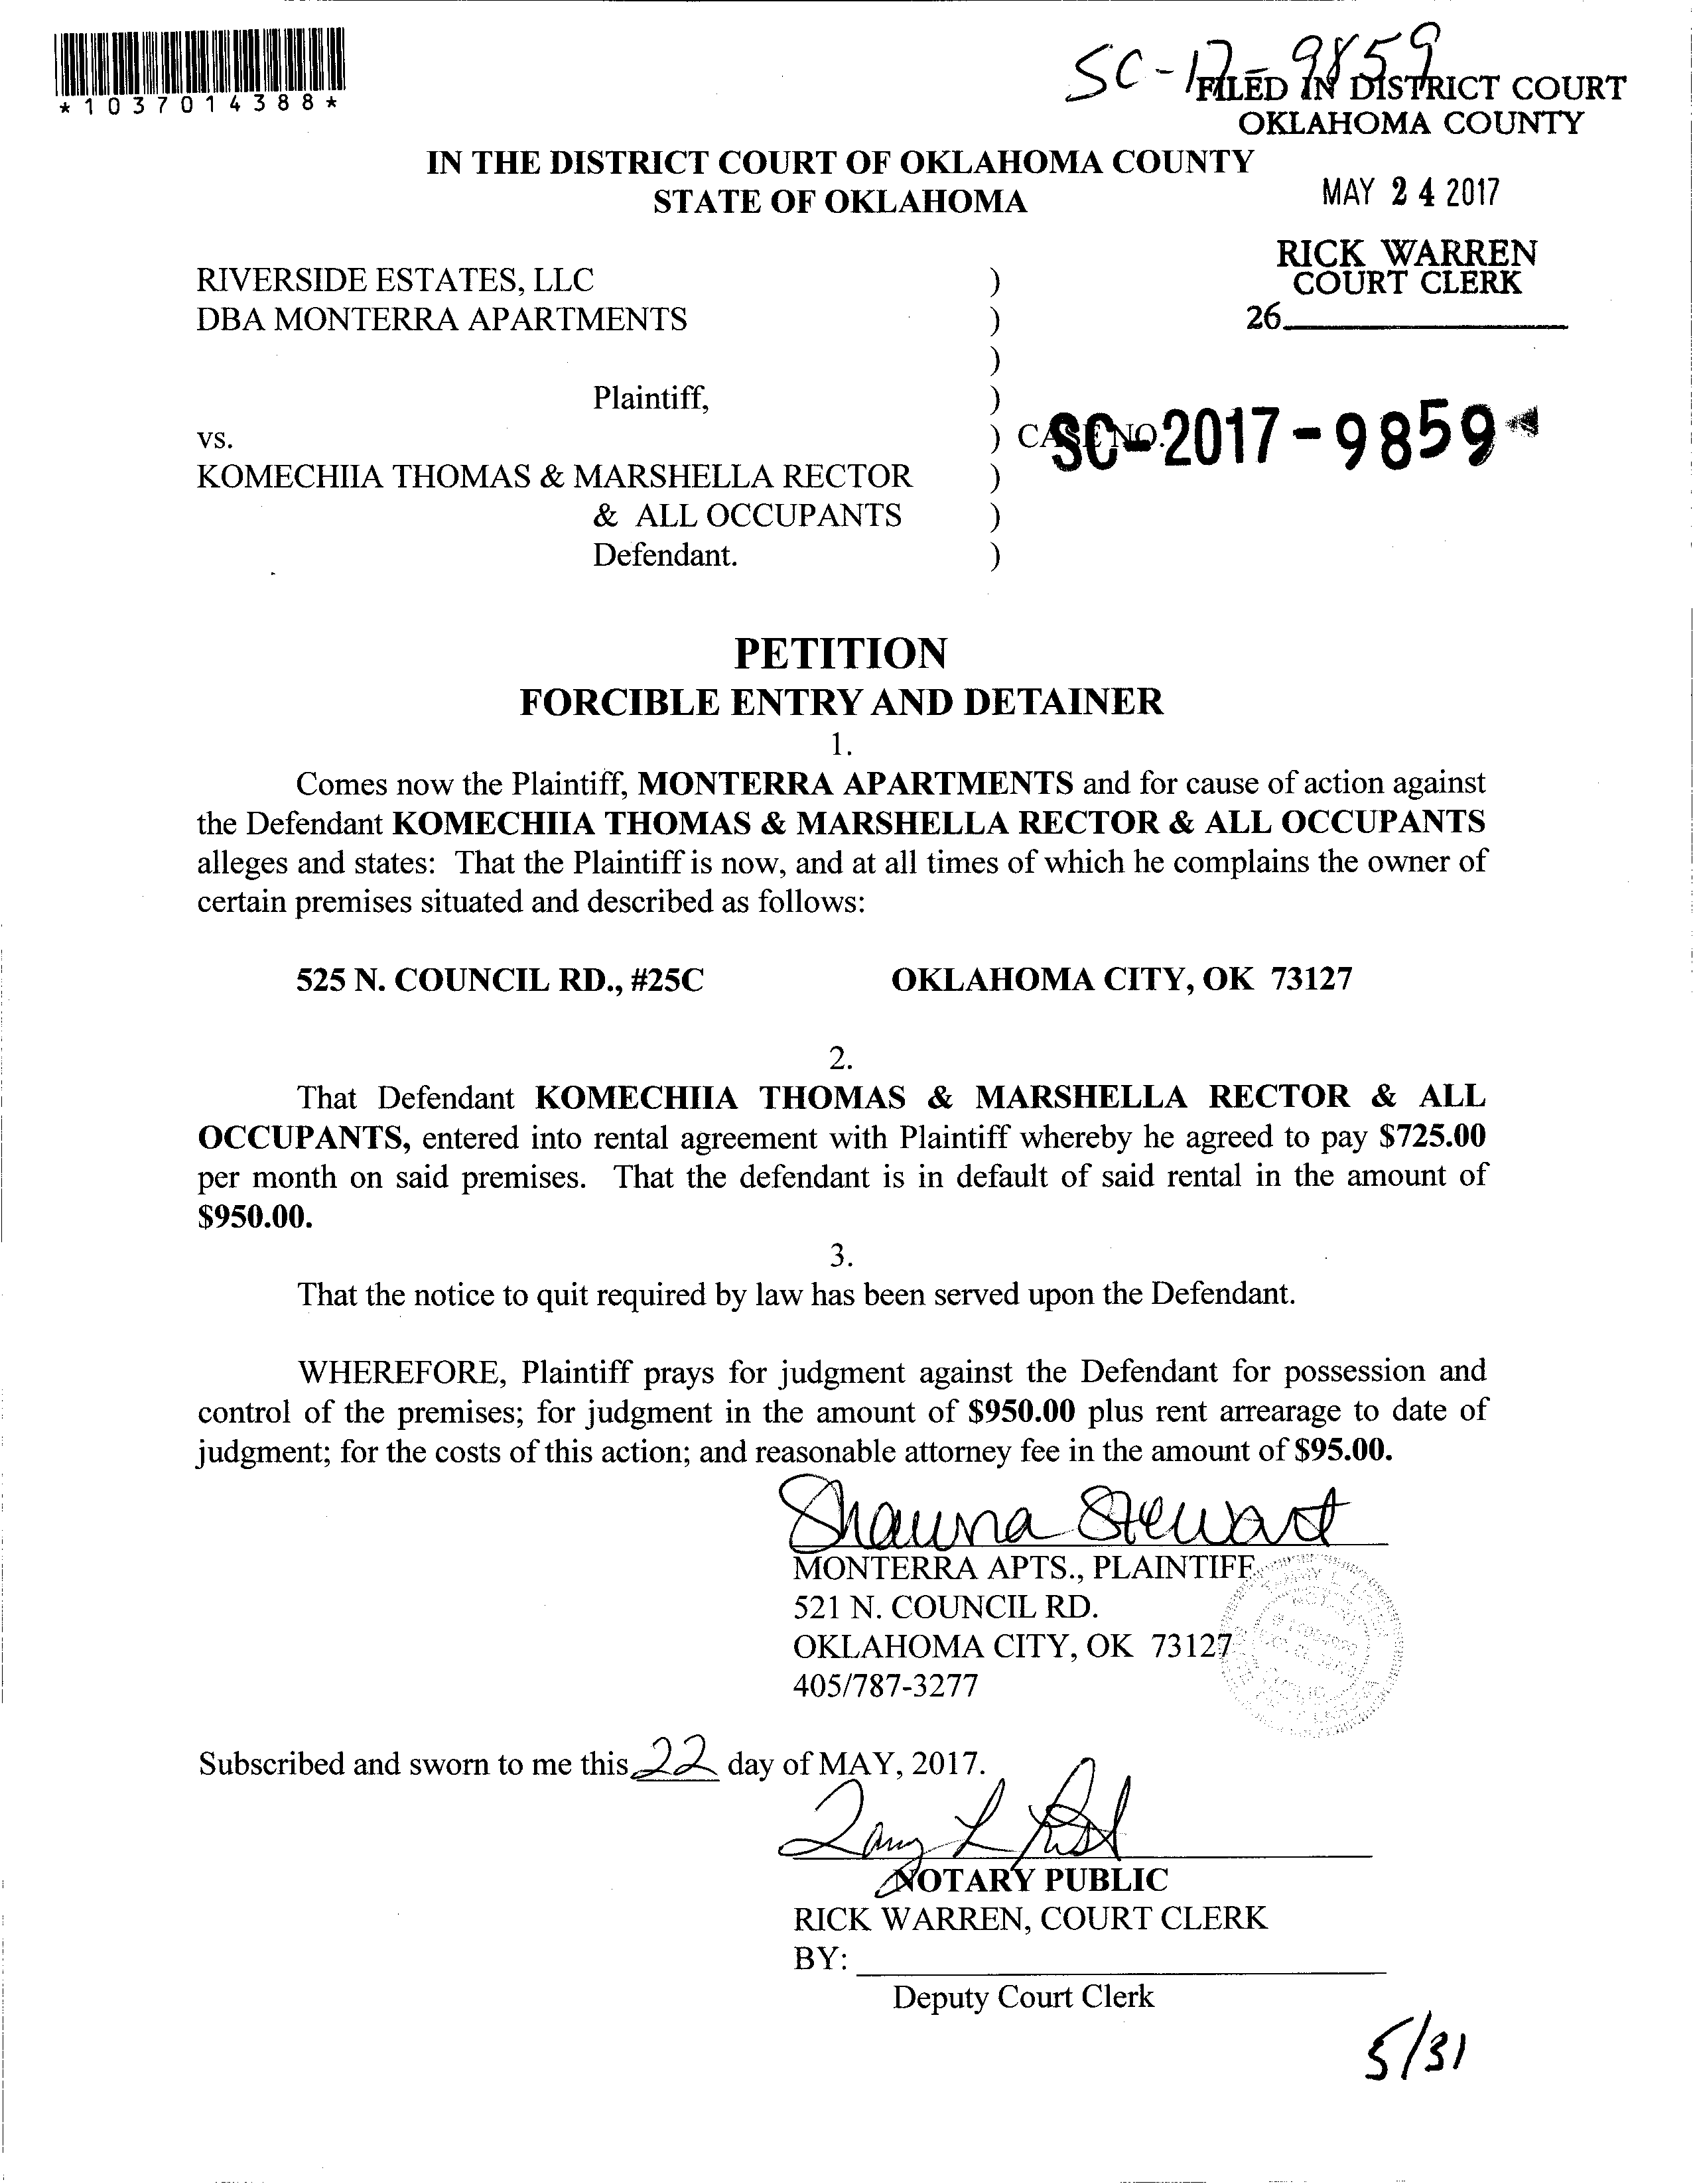 *1037014388*
SC-17-9859
FILED IN DISTRICT COURT
OKLAHOMA COUNTY
IN THE DISTRICT COURT OF OKLAHOMA COUNTY
STATE OF OKLAHOMA
MAY 24 2017
RICK WARREN
COURT CLERK
26
RIVERSIDE ESTATES, LLC )
DBA MONTERRA APARTMENTS )
)
Plaintiff, )
vs. ) CASE NO. SC-2017-9859
KOMECHIIA THOMAS & MARSHELLA RECTOR )
& ALL OCCUPANTS )
Defendant. )
PETITION
FORCIBLE ENTRY AND DETAINER
1.
Comes now the Plaintiff, MONTERRA APARTMENTS and for cause of action against
the Defendant KOMECHIIA THOMAS & MARSHELLA RECTOR & ALL OCCUPANTS
alleges and states: That the Plaintiff is now, and at all times of which he complains the owner of
certain premises situated and described as follows:
525 N. COUNCIL RD., #25C OKLAHOMA CITY, OK 73127
2.
That Defendant KOMECHIIA THOMAS & MARSHELLA RECTOR & ALL
OCCUPANTS, entered into rental agreement with Plaintiff whereby he agreed to pay $725.00
per month on said premises. That the defendant is in default of said rental in the amount of
$950.00.
3.
That the notice to quit required by law has been served upon the Defendant.
WHEREFORE, Plaintiff prays for judgment against the Defendant for possession and
control of the premises; for judgment in the amount of $950.00 plus rent arrearage to date of
judgment; for the costs of this action; and reasonable attorney fee in the amount of $95.00.
Shauna Stewart
MONTERRA APTS., PLAINTIFF
521 N. COUNCIL RD.
OKLAHOMA CITY, OK 73127
405/787-3277
Subscribed and sworn to me this 22 day of MAY, 2017.
NOTARY PUBLIC
RICK WARREN, COURT CLERK
BY:
Deputy Court Clerk
5/31